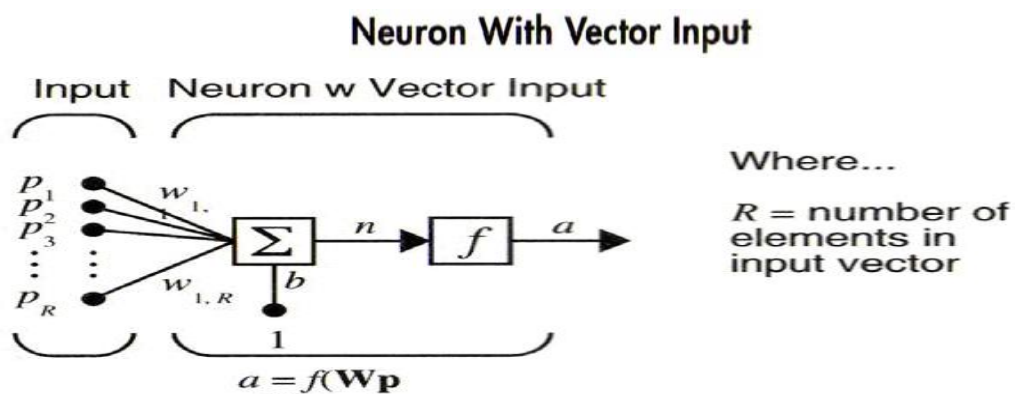 Neuron With Vector Input
Input Neuron w Vector Input
p1
p2
p3
pR
w1,
1
w1, R
Σ
n
f
a
b
1
a = f(Wp
Where...
R = number of
elements in
input vector